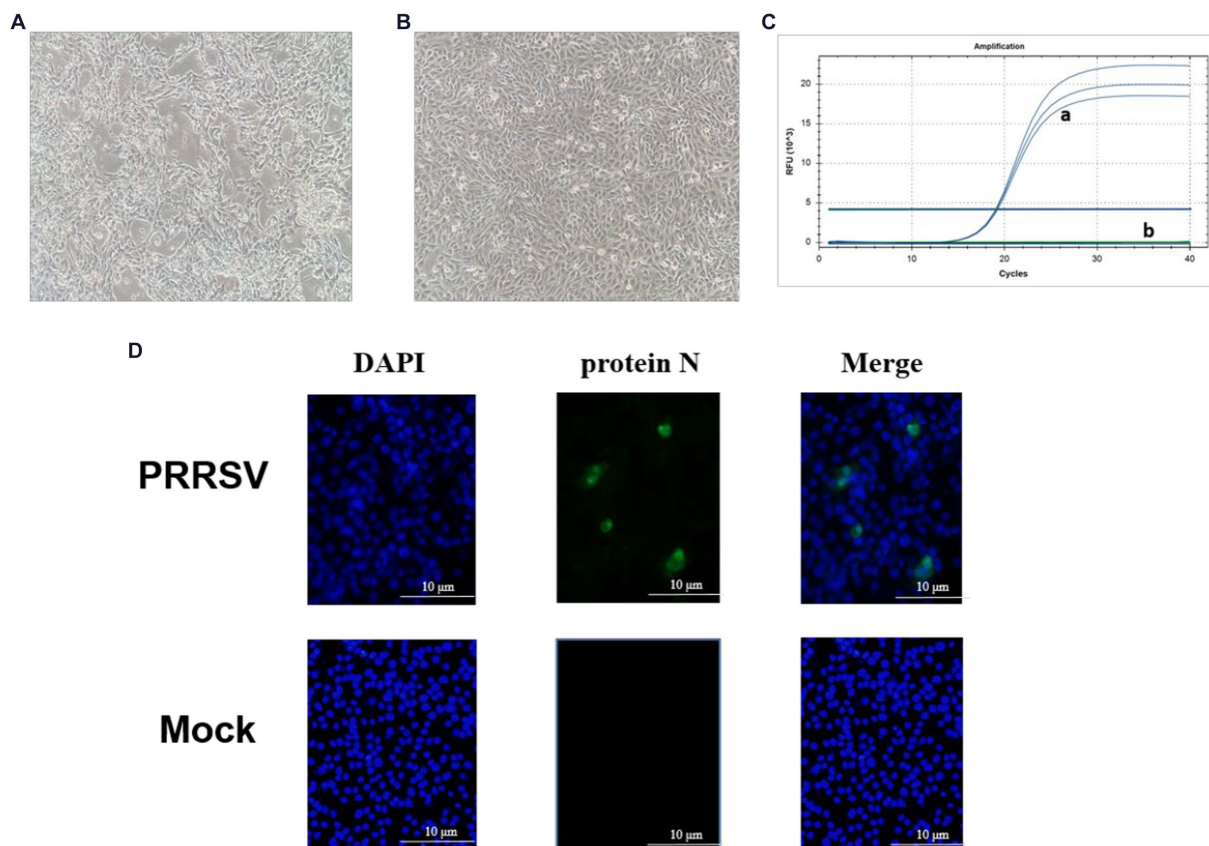 A
B
C
Amplification
RFU (10^3)
20
15
10
5
0
a
b
0
10
20
30
40
Cycles
D
DAPI
protein N
Merge
PRRSV
10 µm
10 µm
10 µm
Mock
10 µm
10 µm
10 µm